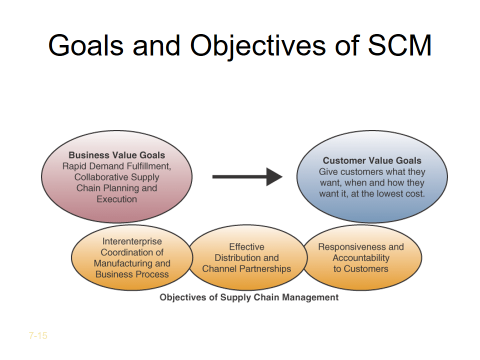 Goals and Objectives of SCM
Business Value Goals
Rapid Demand Fulfillment,
Collaborative Supply
Chain Planning and
Execution
Customer Value Goals
Give customers what they
want, when and how they
want it, at the lowest cost.
Interenterprise
Coordination of
Manufacturing and
Business Process
Effective
Distribution and
Channel Partnerships
Responsiveness and
Accountability
to Customers
Objectives of Supply Chain Management
7-15